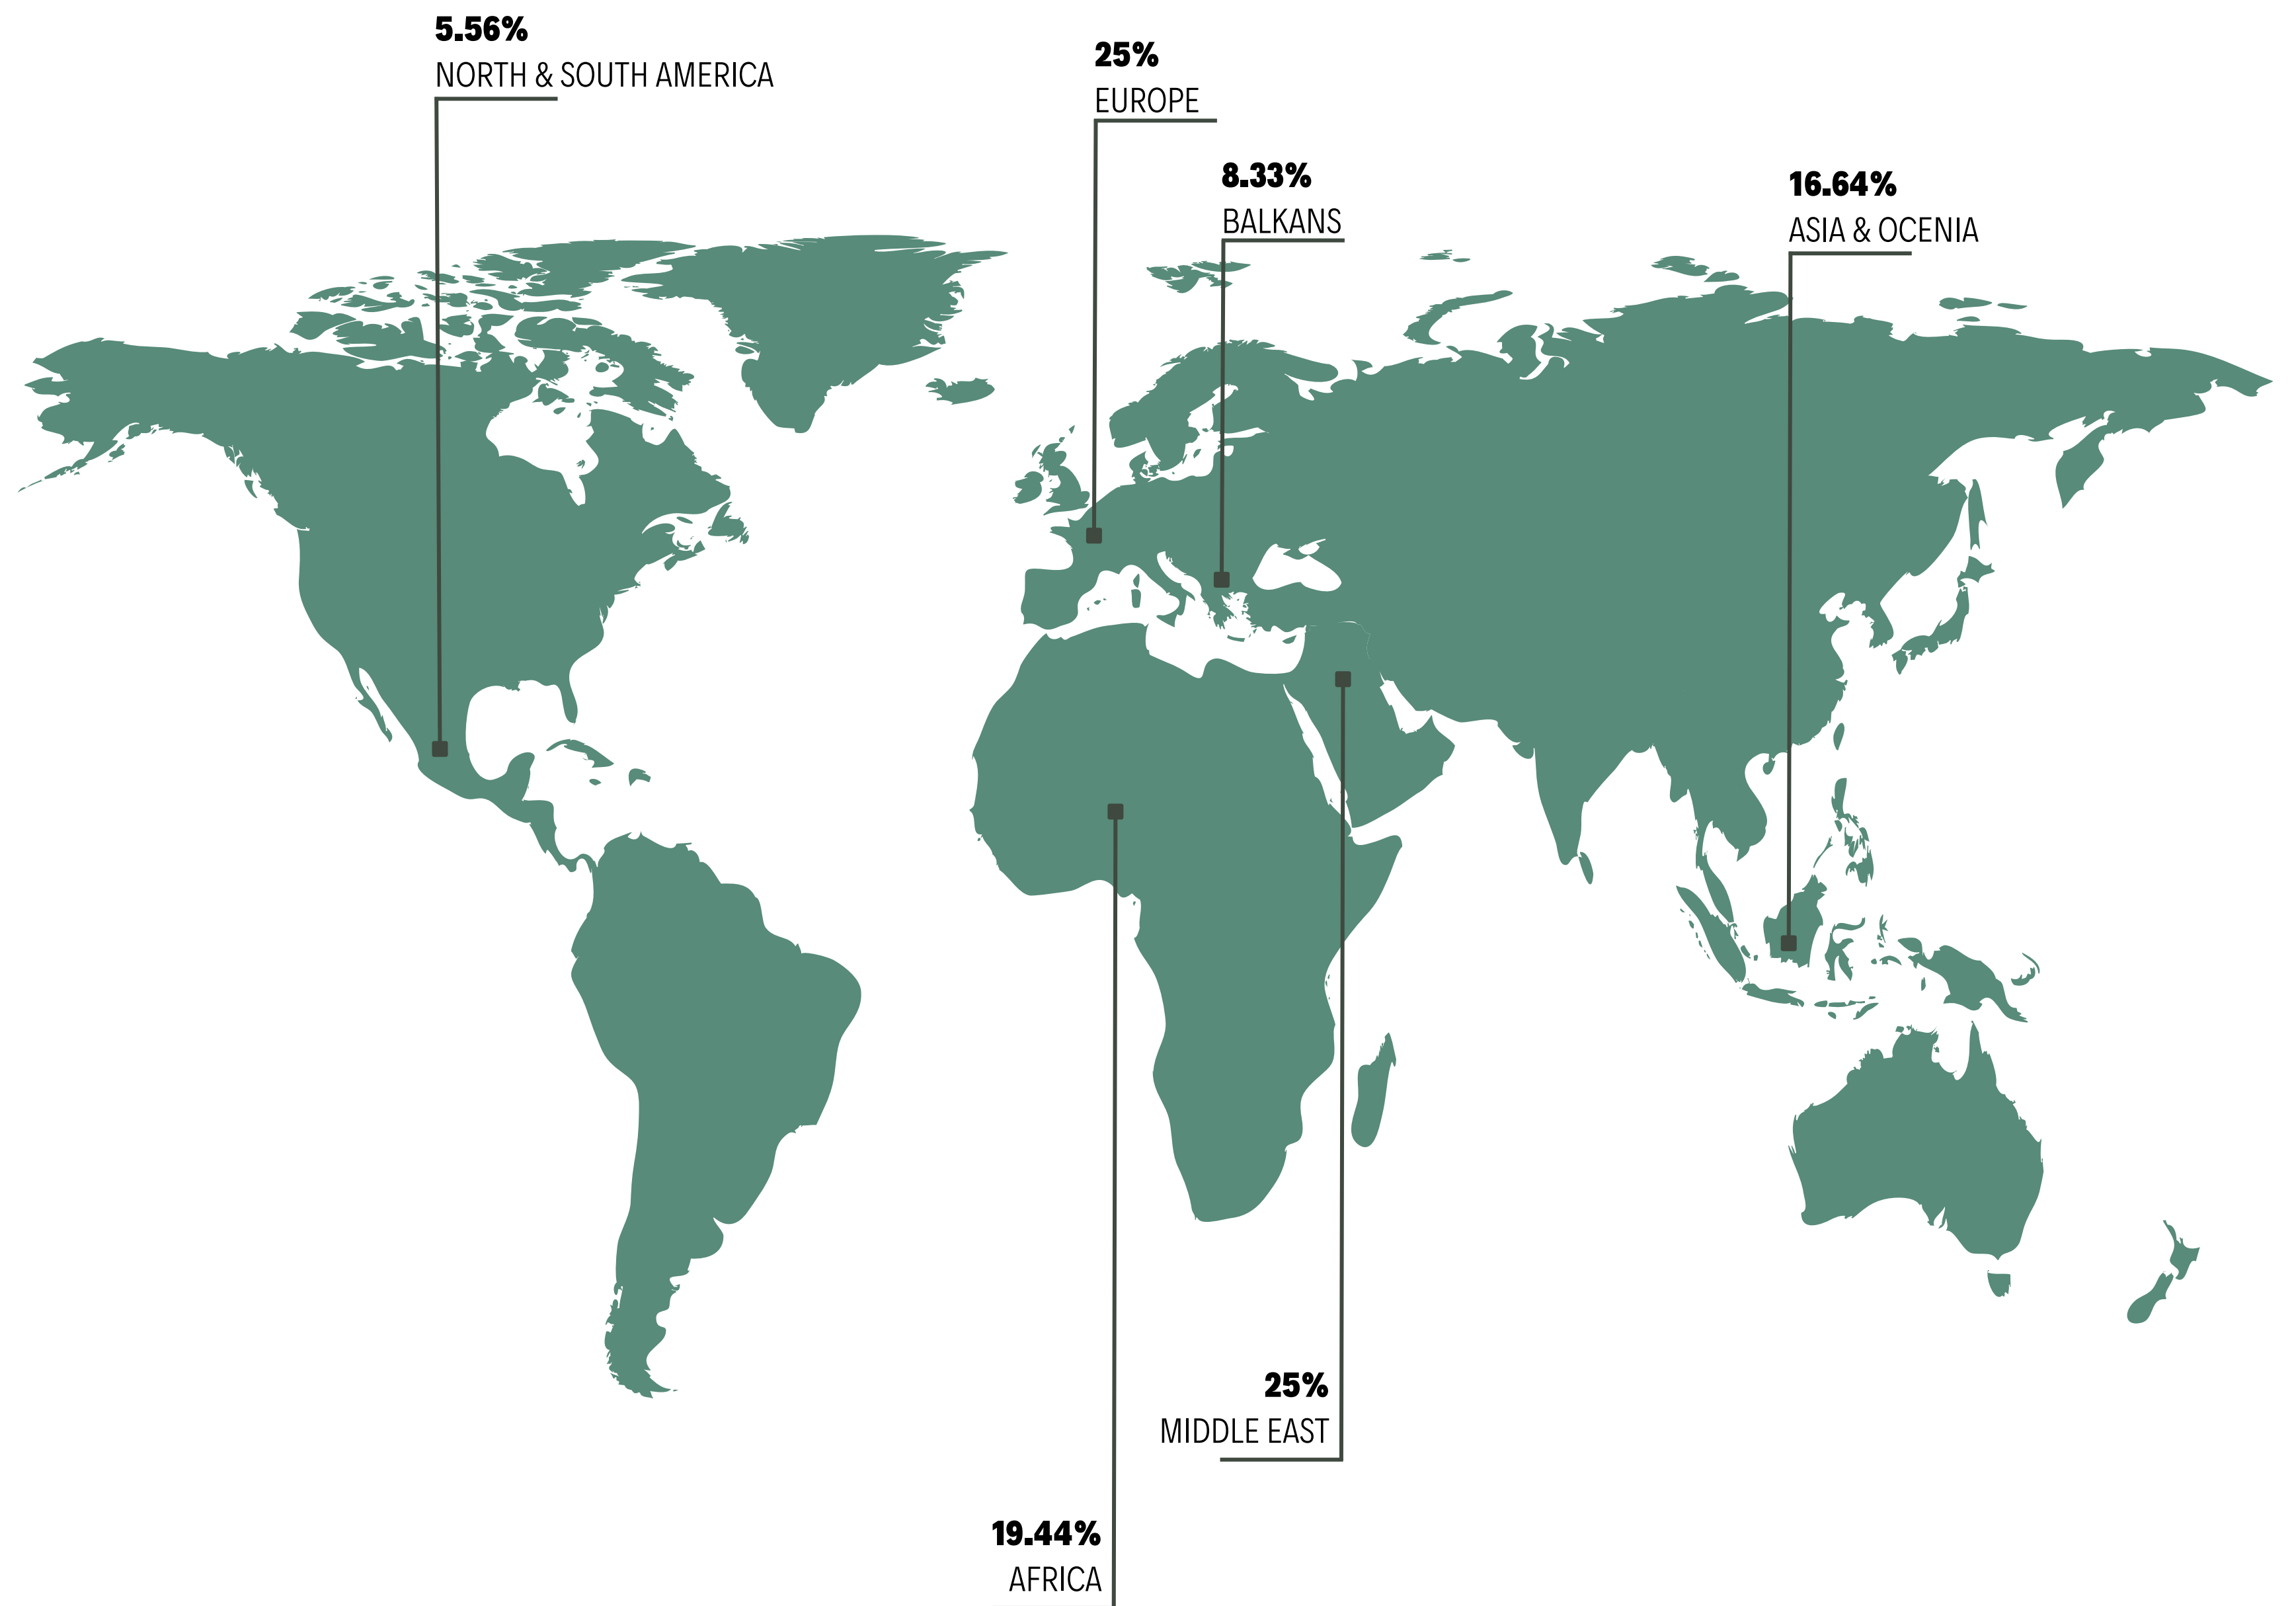 5.56%
NORTH & SOUTH AMERICA
25%
EUROPE
8.33%
BALKANS
16.64%
ASIA & OCENIA
25%
MIDDLE EAST
19.44%
AFRICA